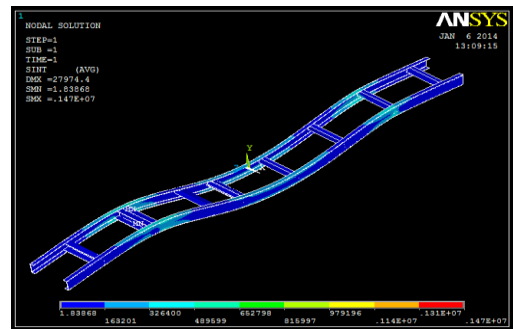 1
NODAL SOLUTION
STEP=1
SUB =1
TIME=1
SINT (AVG)
DMX =27974.4
SMN =1.83868
SMX =.147E+07
ANSYS
JAN 6 2014
13:09:15
Y
X
MN
1.83868 326400 652798 979196 .131E+07
163201 489599 815997 .114E+07 .147E+07